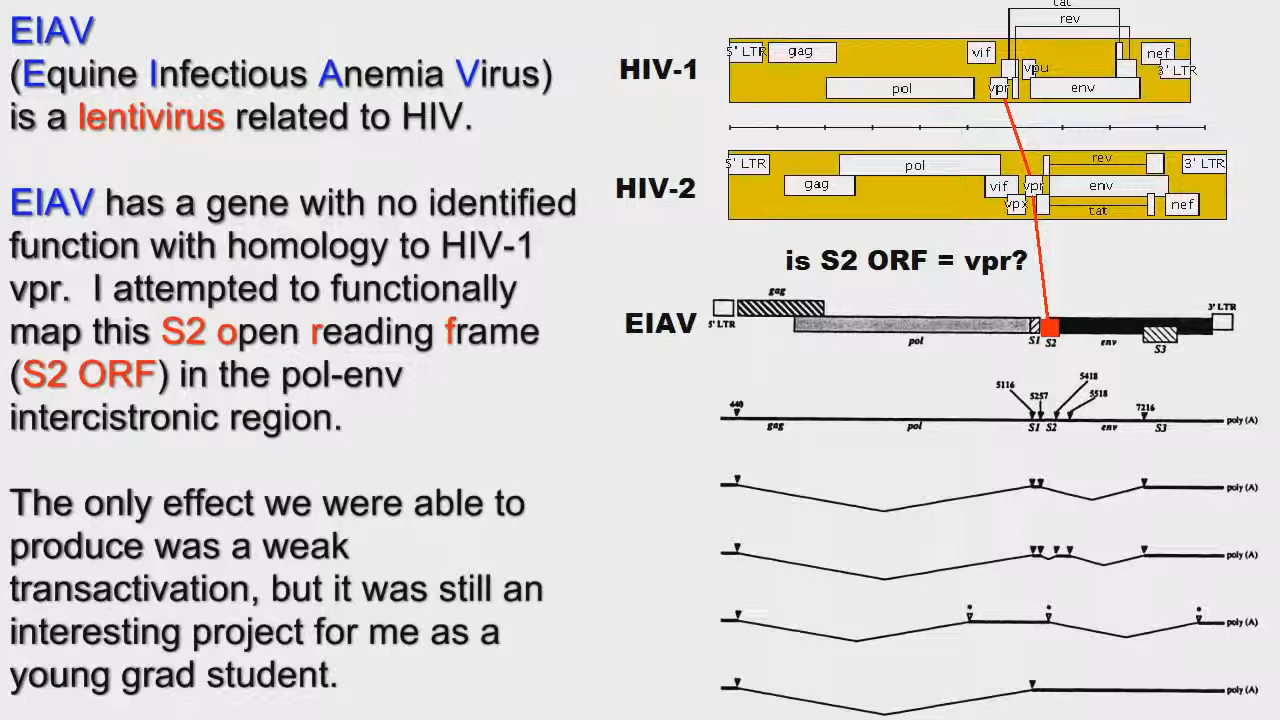 EIAV
(Equine Infectious Anemia Virus)
is a lentivirus related to HIV.
EIAV has a gene with no identified
function with homology to HIV-1
vpr.  I attempted to functionally
map this S2 open reading frame
(S2 ORF) in the pol-env
intercistronic region.
The only effect we were able to
produce was a weak
transactivation, but it was still an
interesting project for me as a
young grad student.
tat
rev
HIV-1
5' LTR gag vif vpu nef
3' LTR
pol vpr env
HIV-2
5' LTR pol rev 3' LTR
gag vif vpr env
vpx tat nef
is S2 ORF = vpr?
EIAV
gag 3' LTR
5' LTR pol S1 S2 env S3
5116 5257 5418 5518
440 7216
gag pol S1 S2 env S3 poly (A)
poly (A)
poly (A)
poly (A)
poly (A)